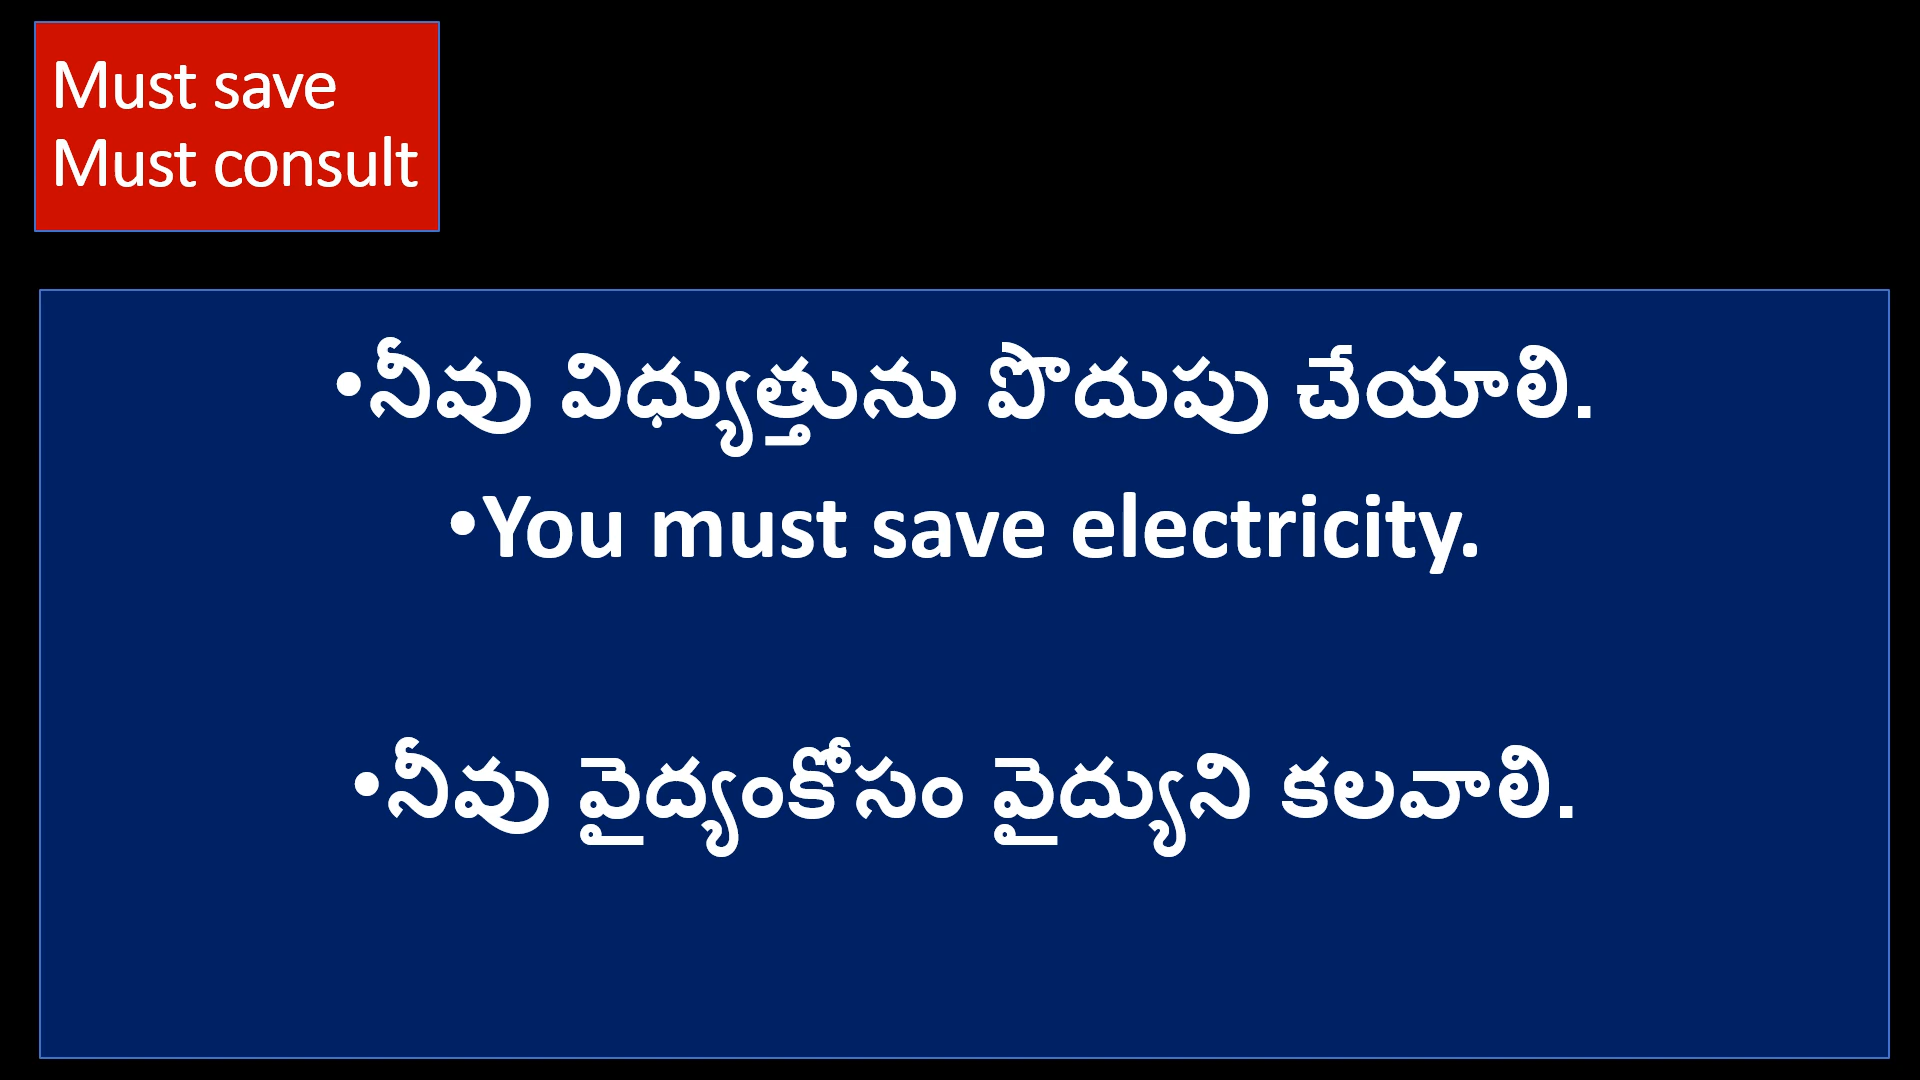 Must save
Must consult
•నీవు విధ్యుత్తును పొదుపు చేయాలి.
•You must save electricity.
•నీవు వైద్యంకోసం వైద్యుని కలవాలి.